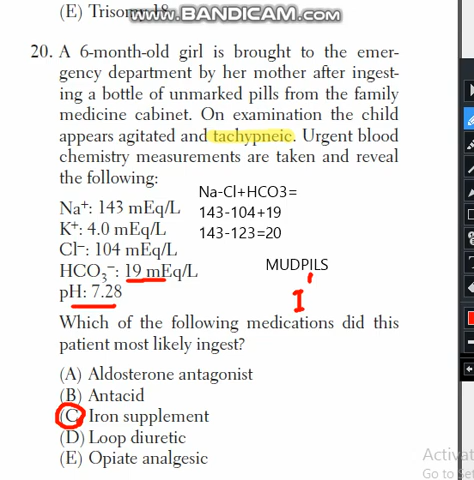 (E) Trisomy 18
WWW.BANDICAM.COM
20. A 6-month-old girl is brought to the emer-
gency department by her mother after ingest-
ing a bottle of unmarked pills from the family
medicine cabinet. On examination the child
appears agitated and tachypneic. Urgent blood
chemistry measurements are taken and reveal
the following:
Na+: 143 mEq/L
K+: 4.0 mEq/L
Cl−: 104 mEq/L
HCO3−: 19 mEq/L
pH: 7.28
Na-Cl+HCO3=
143-104+19
143-123=20
MUDPILS
I
Which of the following medications did this
patient most likely ingest?
(A) Aldosterone antagonist
(B) Antacid
(C) Iron supplement
(D) Loop diuretic
(E) Opiate analgesic
Activat
Go to Set